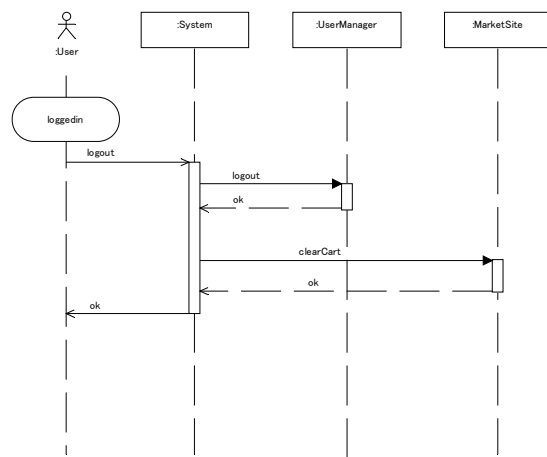 :User
:System
:UserManager
:MarketSite
loggedin
logout
logout
ok
clearCart
ok
ok